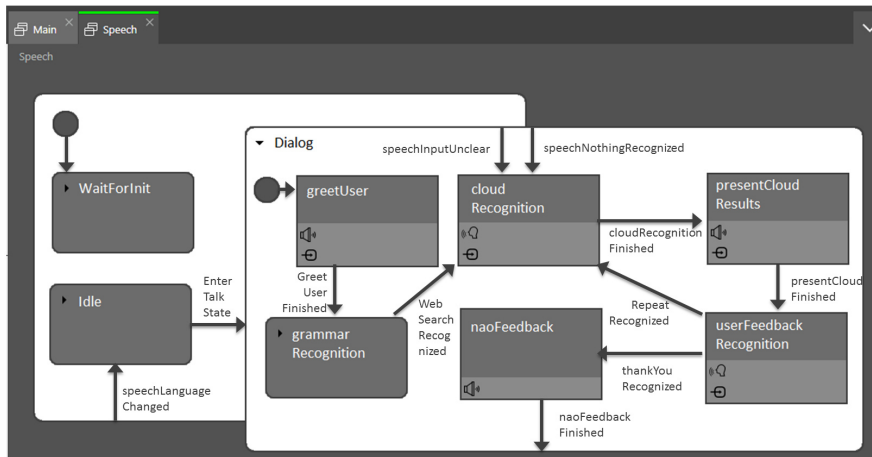 Main
Speech
Speech
WaitForInit
Idle
Enter
Talk
State
speechLanguage
Changed
Dialog
speechInputUnclear
speechNothingRecognized
greetUser
cloud
Recognition
presentCloud
Results
cloudRecognition
Finished
Greet
User
Finished
Web
Search
Recog
nized
presentCloud
Finished
Repeat
Recognized
grammar
Recognition
naoFeedback
userFeedback
Recognition
thankYou
Recognized
naoFeedback
Finished